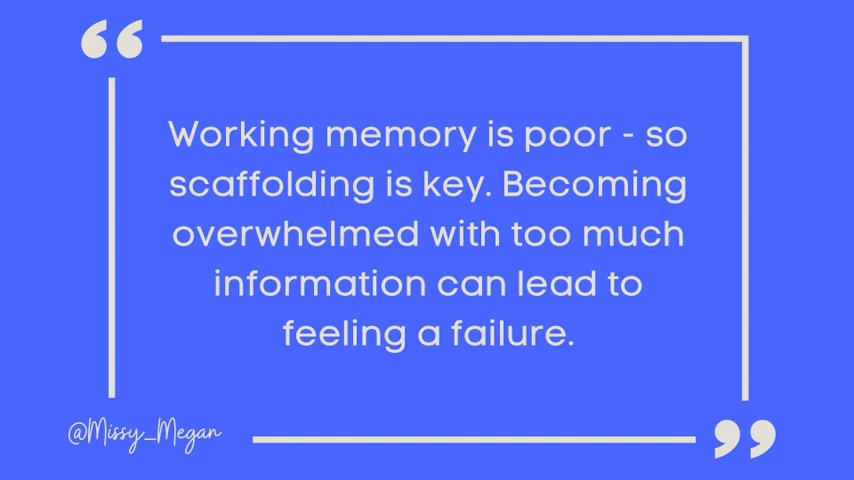 Working memory is poor - so
scaffolding is key. Becoming
overwhelmed with too much
information can lead to
feeling a failure.
@Missy_Megan